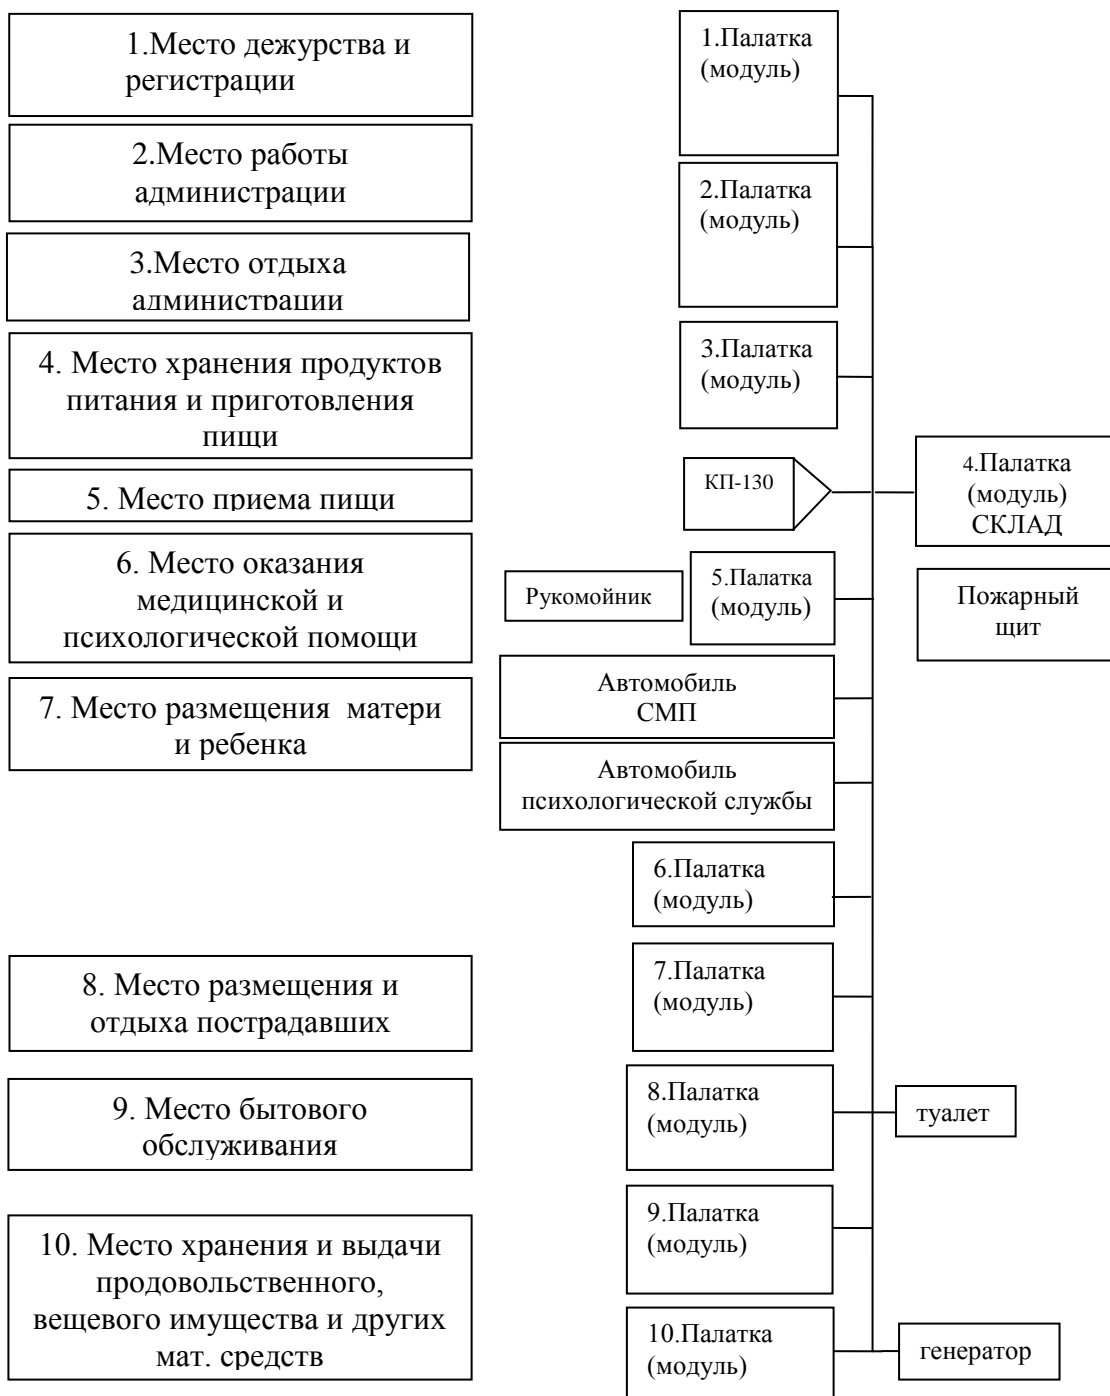 1.Место дежурства и
регистрации
2.Место работы
администрации
3.Место отдыха
администрации
4. Место хранения продуктов
питания и приготовления
пищи
5. Место приема пищи
6. Место оказания
медицинской и
психологической помощи
7. Место размещения матери
и ребенка
8. Место размещения и
отдыха пострадавших
9. Место бытового
обслуживания
10. Место хранения и выдачи
продовольственного,
вещевого имущества и других
мат. средств
1.Палатка
(модуль)
2.Палатка
(модуль)
3.Палатка
(модуль)
КП-130
4.Палатка
(модуль)
СКЛАД
Рукомойник
5.Палатка
(модуль)
Пожарный
щит
Автомобиль
СМП
Автомобиль
психологической службы
6.Палатка
(модуль)
7.Палатка
(модуль)
8.Палатка
(модуль)
туалет
9.Палатка
(модуль)
10.Палатка
(модуль)
генератор